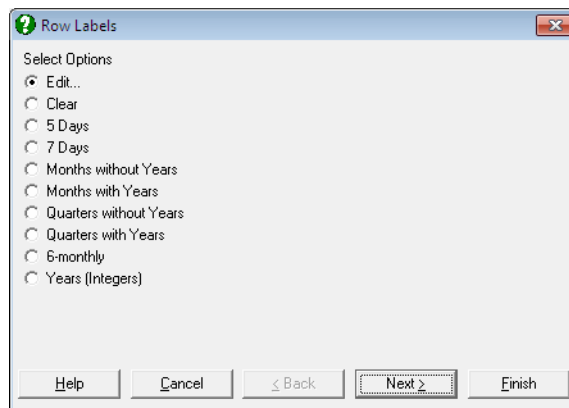 Row Labels
Select Options
Edit...
Clear
5 Days
7 Days
Months without Years
Months with Years
Quarters without Years
Quarters with Years
6-monthly
Years (Integers)
Help Cancel < Back Next > Finish